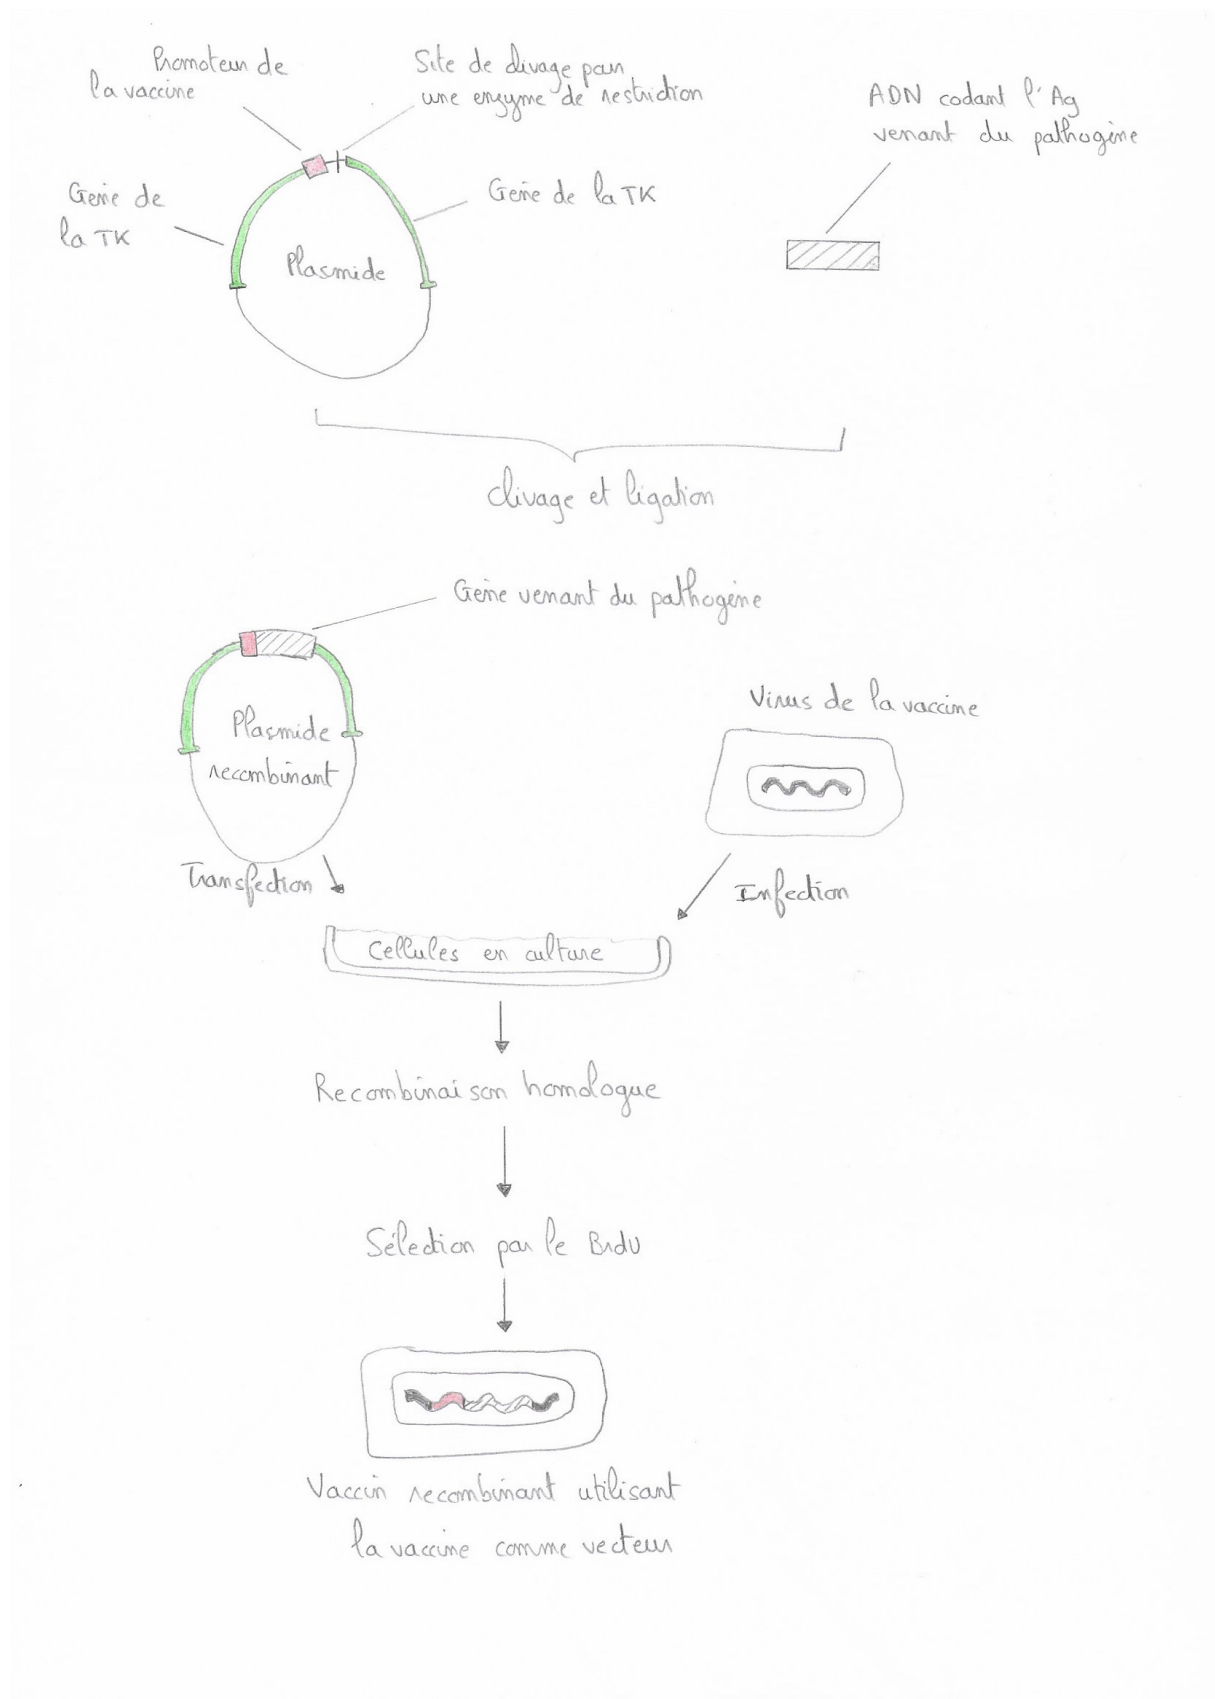 Promoteur de
la vaccine
Site de clivage par
une enzyme de restriction
ADN codant l'Ag
venant du pathogène
Gène de
la TK
Gène de la TK
Plasmide
Clivage et ligation
Gène venant du pathogène
Plasmide
recombinant
Virus de la vaccine
Transfection
Infection
Cellules en culture
Recombinaison homologue
Sélection par le BrdU
Vaccin recombinant utilisant
la vaccine comme vecteur